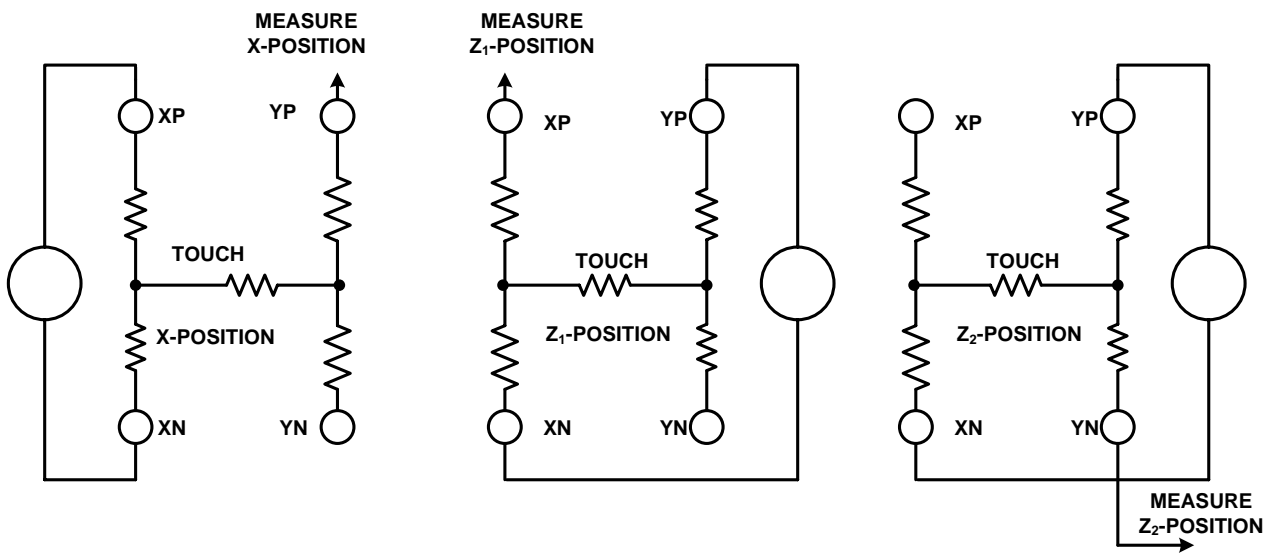 MEASURE
X-POSITION
XP
YP
TOUCH
X-POSITION
XN
YN
MEASURE
Z₁-POSITION
XP
YP
TOUCH
Z₁-POSITION
XN
YN
XP
YP
TOUCH
Z₂-POSITION
XN
YN
MEASURE
Z₂-POSITION